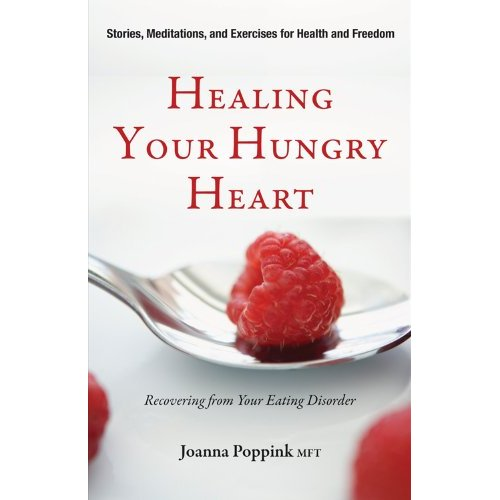 Stories, Meditations, and Exercises for Health and Freedom
HEALING
YOUR HUNGRY
HEART
Recovering from Your Eating Disorder
Joanna Poppink MFT